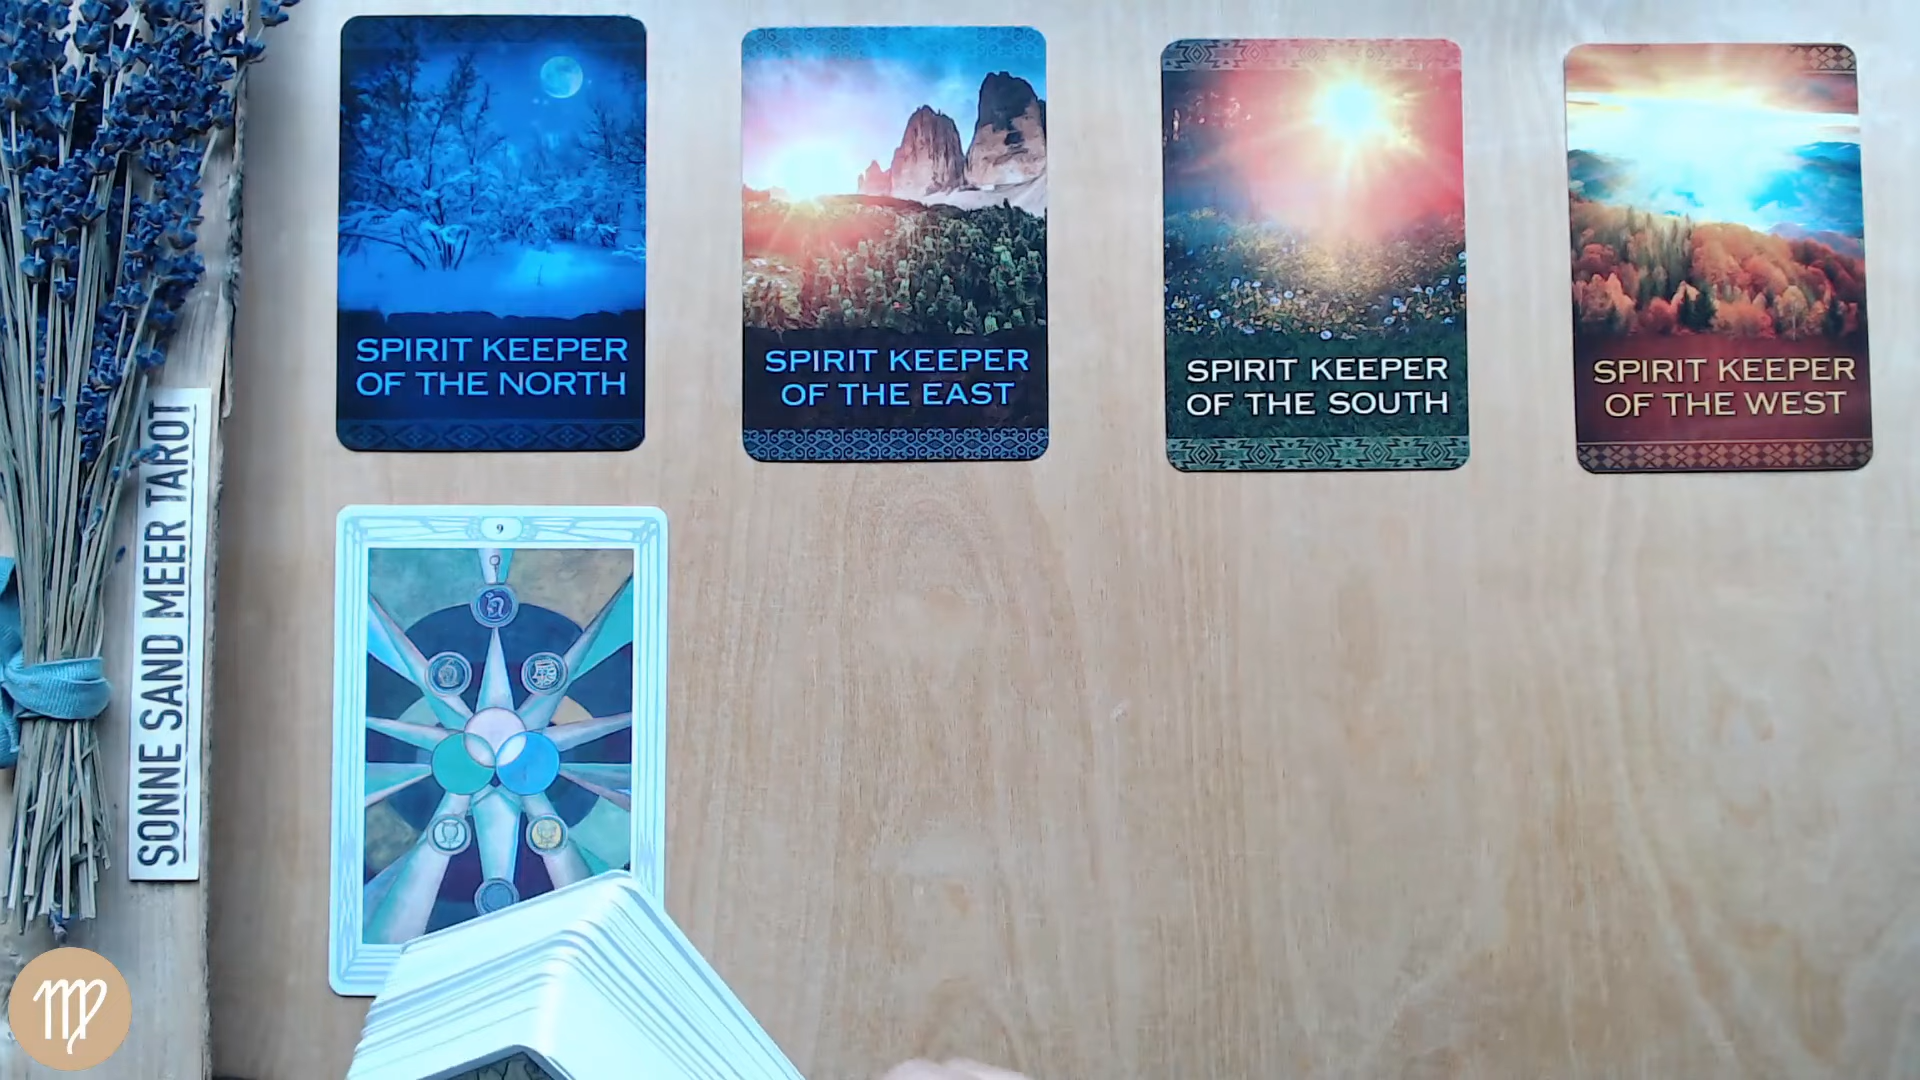 SPIRIT KEEPER
OF THE NORTH
SPIRIT KEEPER
OF THE EAST
SPIRIT KEEPER
OF THE SOUTH
SPIRIT KEEPER
OF THE WEST
SONNE SAND MEER TAROT
9